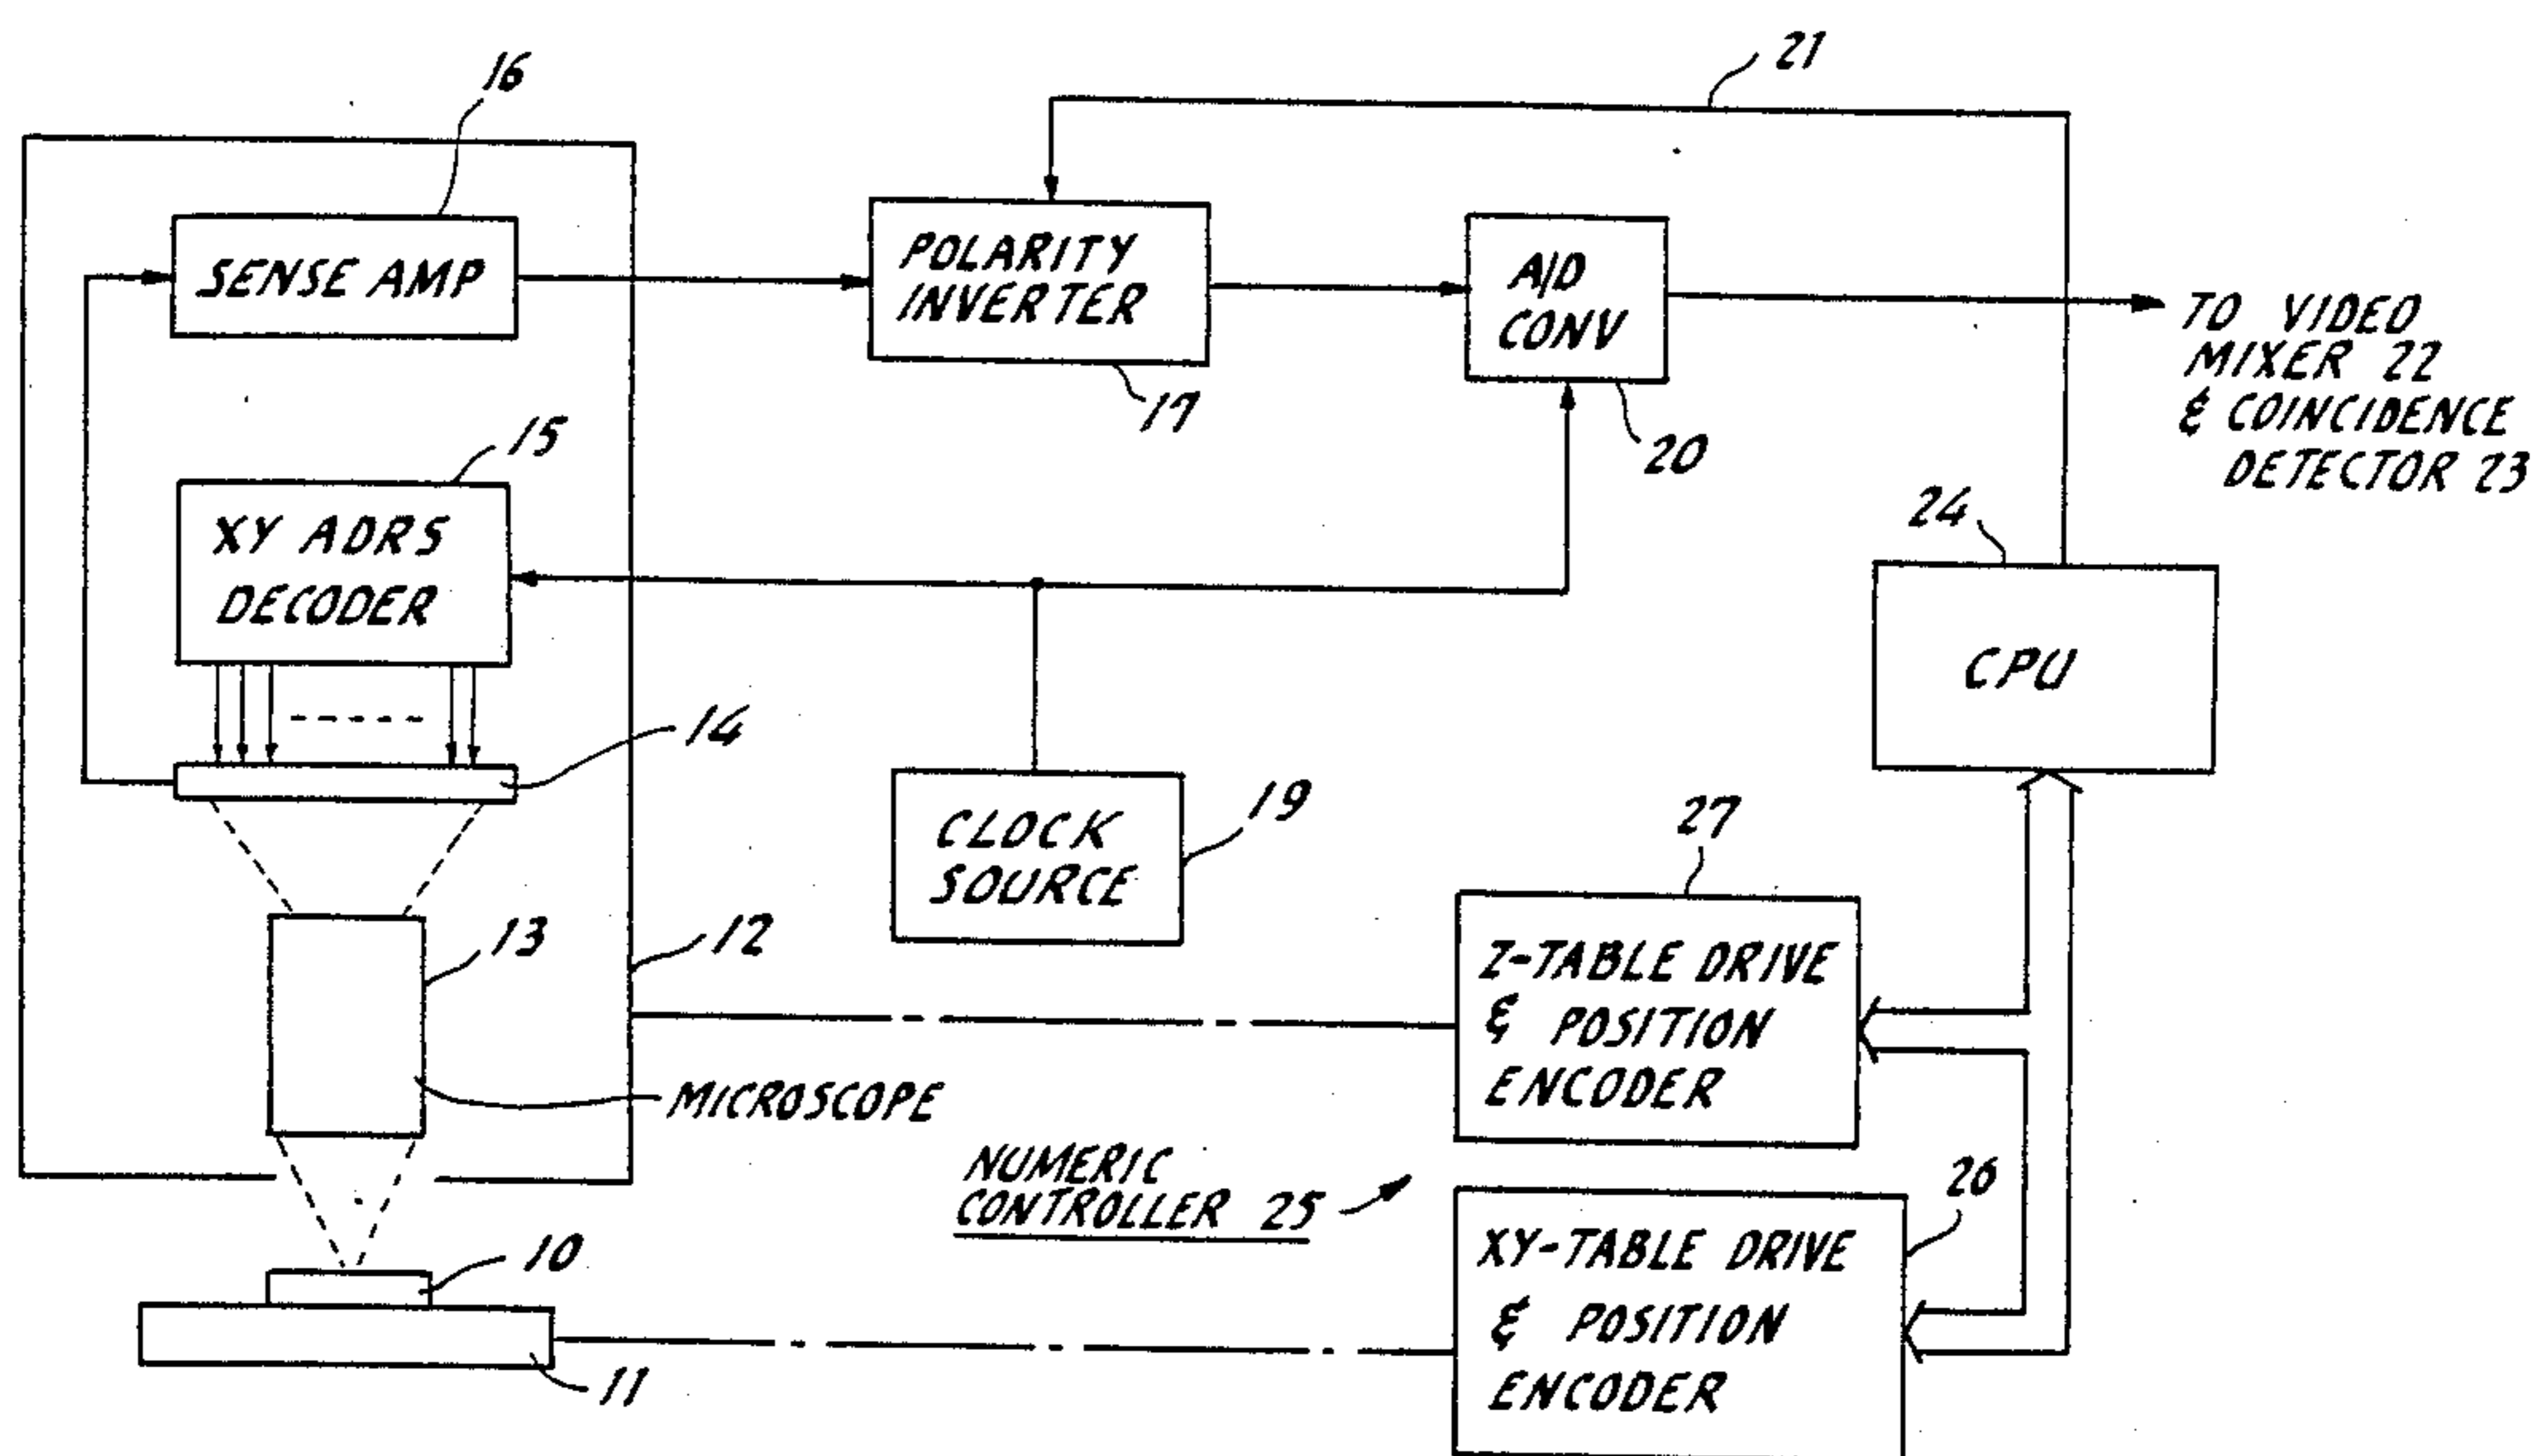 21
16
SENSE AMP
POLARITY
INVERTER
17
A/D
CONV
20
TO VIDEO
MIXER 22
& COINCIDENCE
DETECTOR 23
15
XY ADRS
DECODER
14
24
CPU
CLOCK
SOURCE
19
13
12
MICROSCOPE
27
Z-TABLE DRIVE
& POSITION
ENCODER
NUMERIC
CONTROLLER 25
26
XY-TABLE DRIVE
& POSITION
ENCODER
10
11